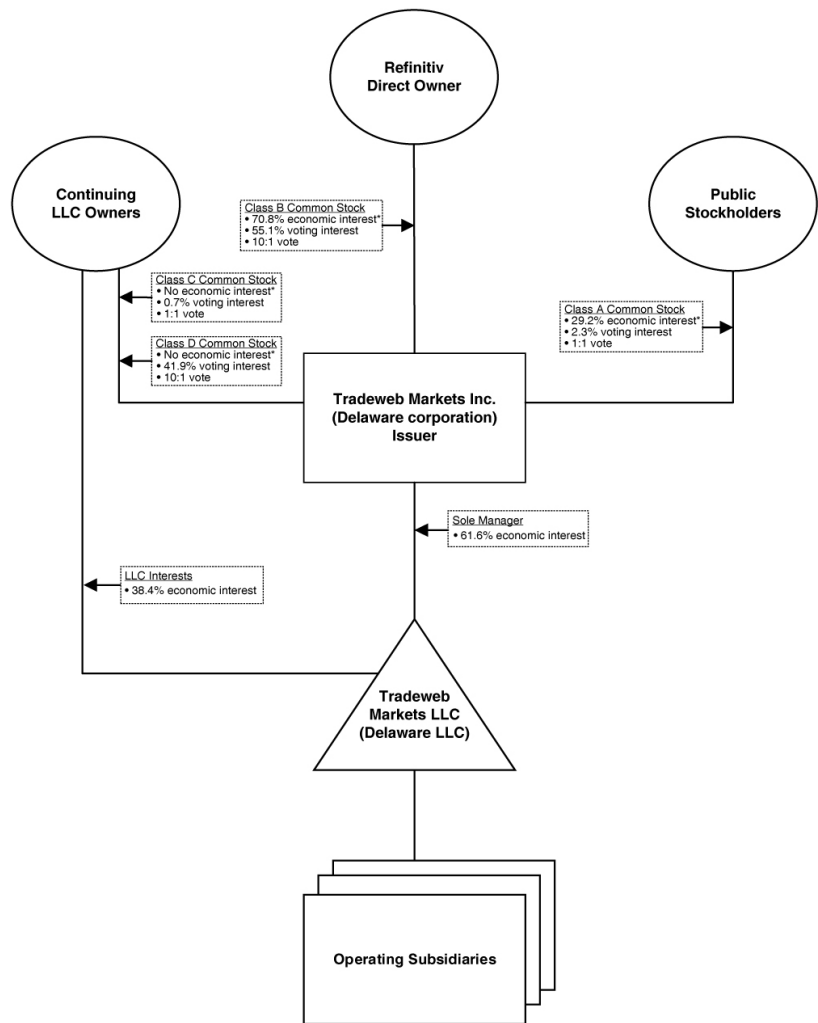 Refinitiv
Direct Owner
Continuing
LLC Owners
Public
Stockholders
Class B Common Stock
• 70.8% economic interest*
• 55.1% voting interest
• 10:1 vote
Class C Common Stock
• No economic interest*
• 0.7% voting interest
• 1:1 vote
Class A Common Stock
• 29.2% economic interest*
• 2.3% voting interest
• 1:1 vote
Class D Common Stock
• No economic interest*
• 41.9% voting interest
• 10:1 vote
Tradeweb Markets Inc.
(Delaware corporation)
Issuer
Sole Manager
• 61.6% economic interest
LLC Interests
• 38.4% economic interest
Tradeweb
Markets LLC
(Delaware LLC)
Operating Subsidiaries